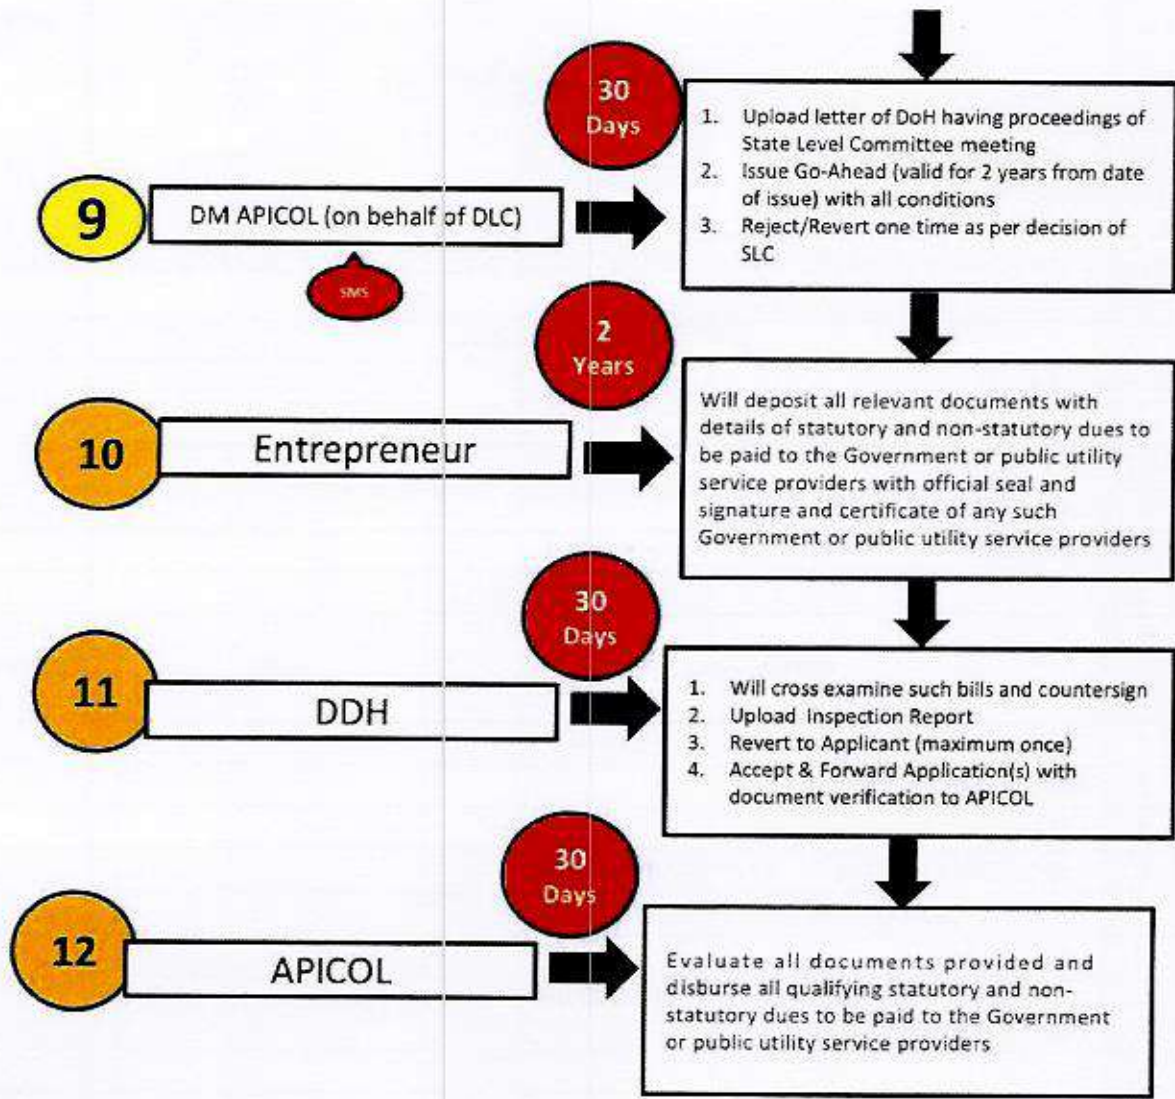 30
Days
9
DM APICOL (on behalf of DLC)
SMS
1. Upload letter of DoH having proceedings of
State Level Committee meeting
2. Issue Go-Ahead (valid for 2 years from date
of issue) with all conditions
3. Reject/Revert one time as per decision of
SLC
2
Years
10
Entrepreneur
Will deposit all relevant documents with
details of statutory and non-statutory dues to
be paid to the Government or public utility
service providers with official seal and
signature and certificate of any such
Government or public utility service providers
30
Days
11
DDH
1. Will cross examine such bills and countersign
2. Upload Inspection Report
3. Revert to Applicant (maximum once)
4. Accept & Forward Application(s) with
document verification to APICOL
30
Days
12
APICOL
Evaluate all documents provided and
disburse all qualifying statutory and non-
statutory dues to be paid to the Government
or public utility service providers